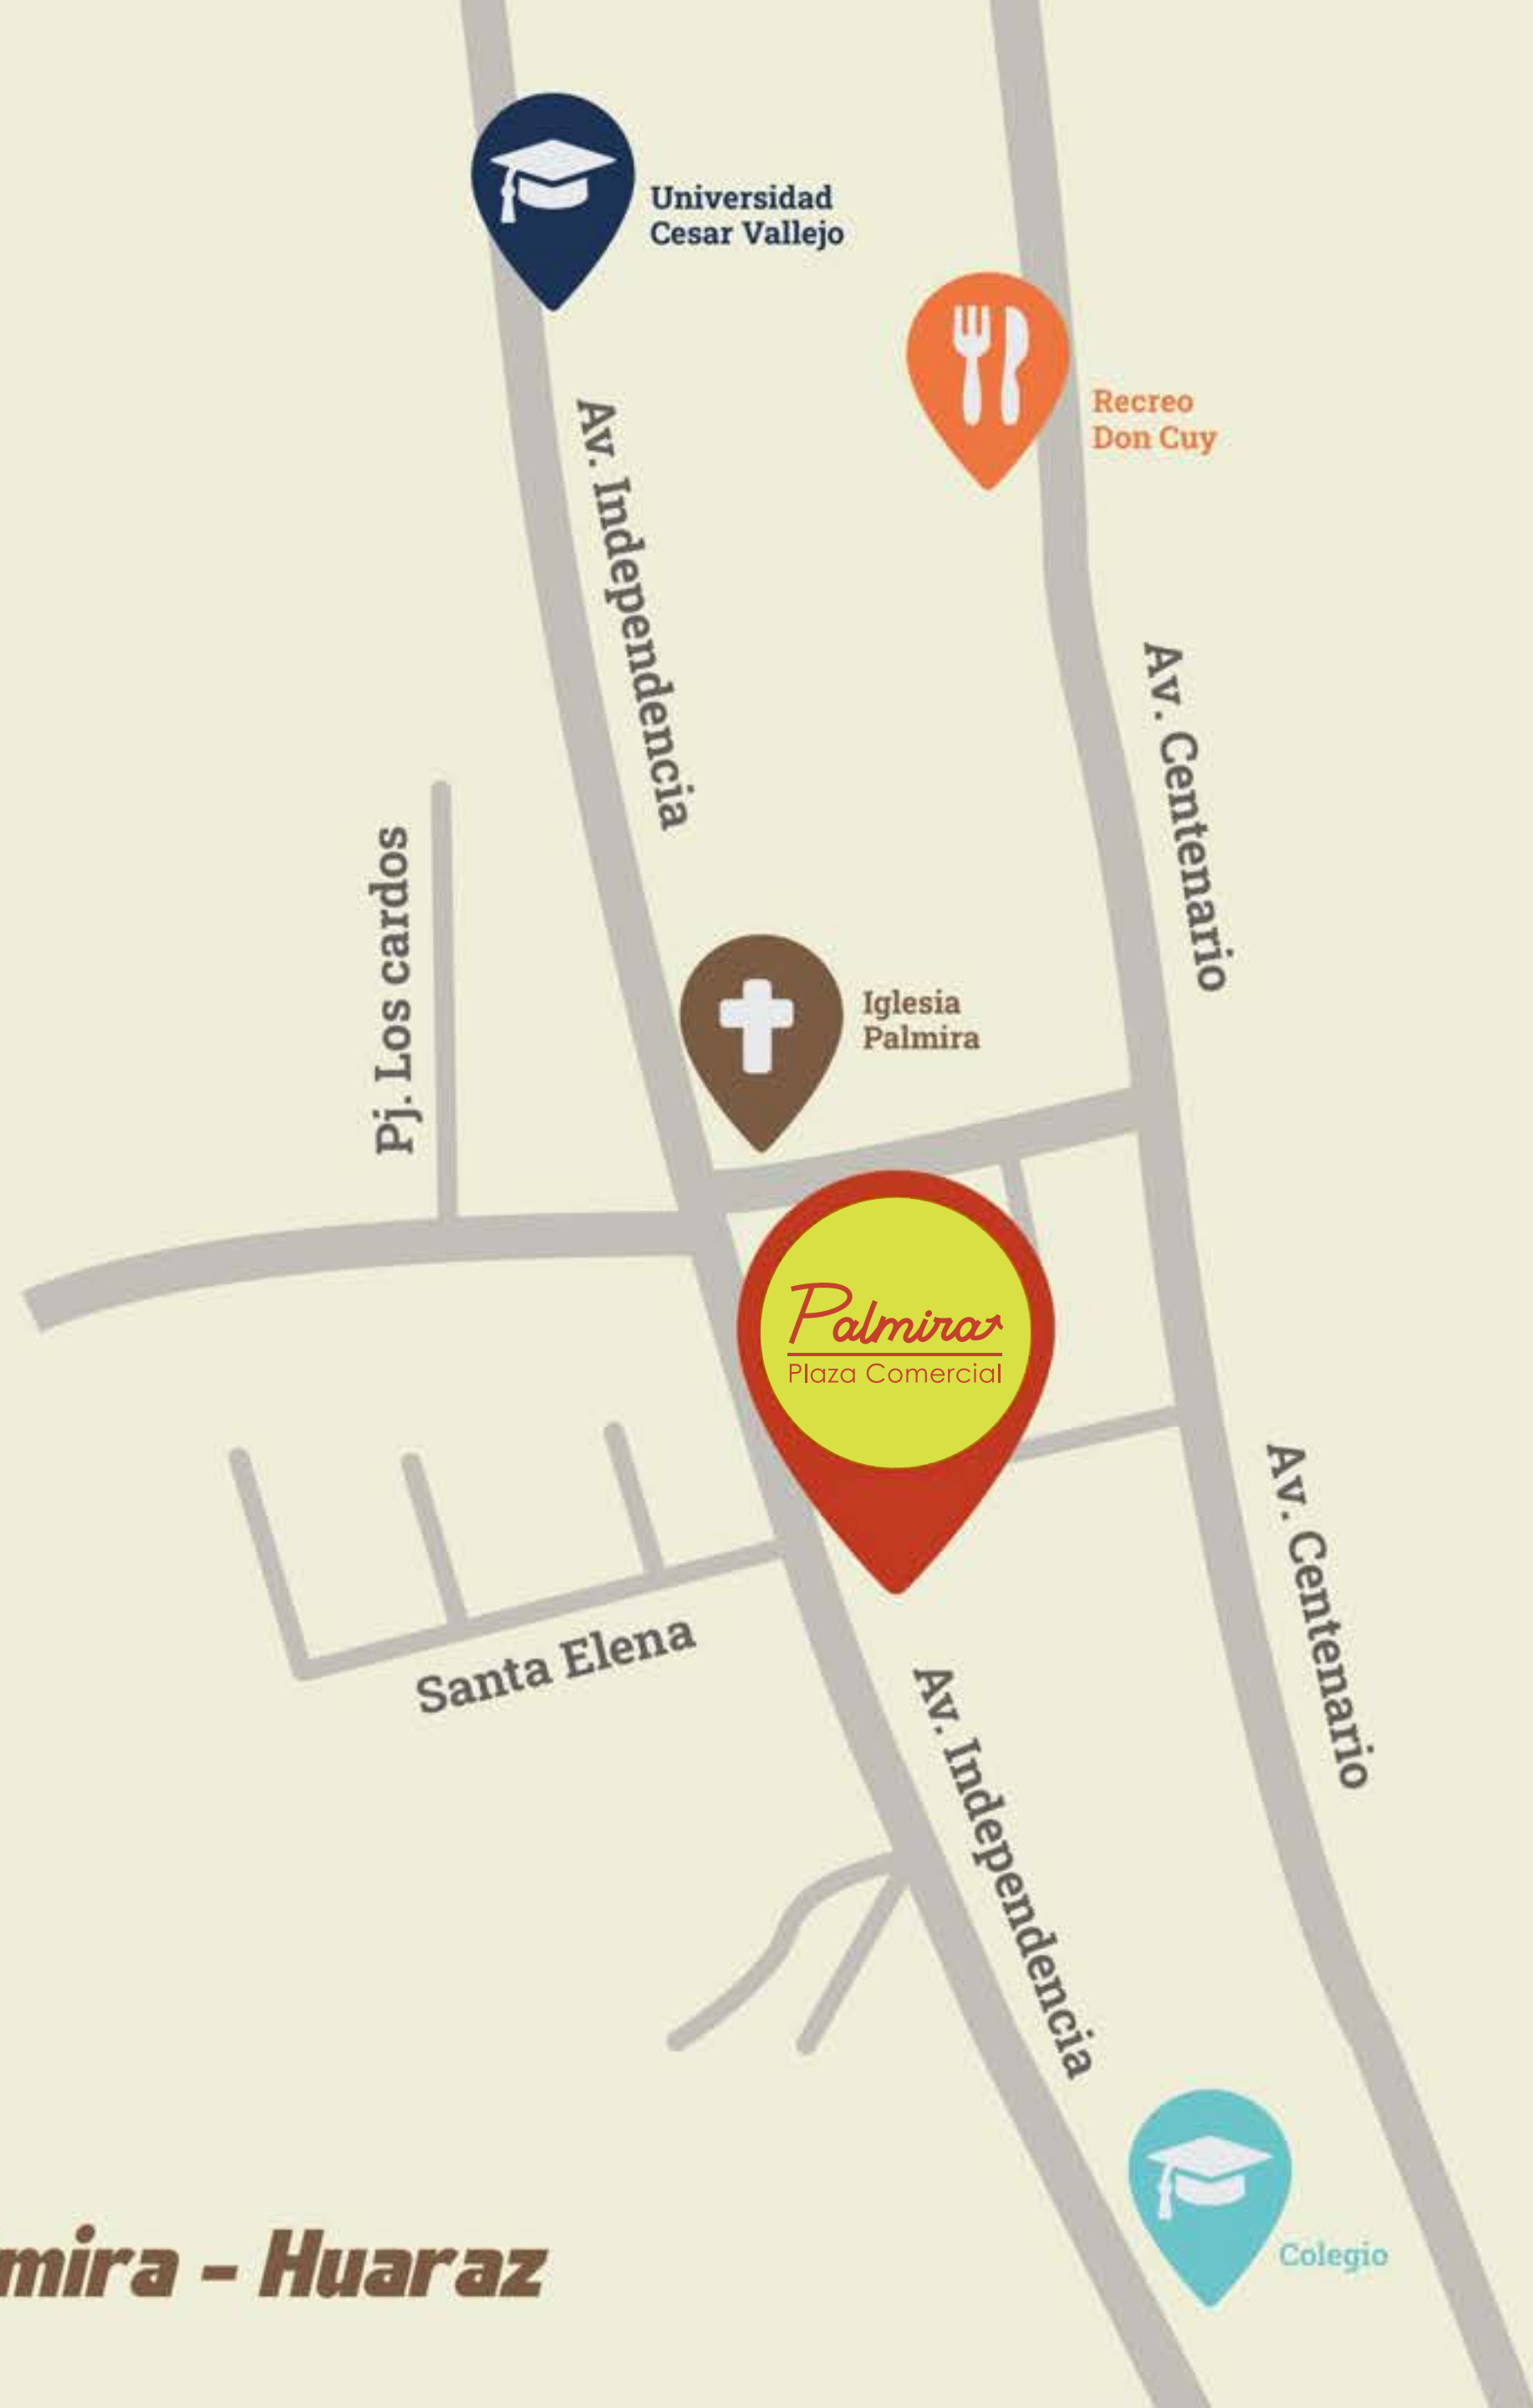 Universidad
Cesar Vallejo
Recreo
Don Cuy
Av. Independencia
Av. Centenario
Pj. Los cardos
Iglesia
Palmira
Palmira
Plaza Comercial
Av. Centenario
Santa Elena
Av. Independencia
Colegio
mira - Huaraz